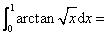 ∫₀¹ arctan √x dx =